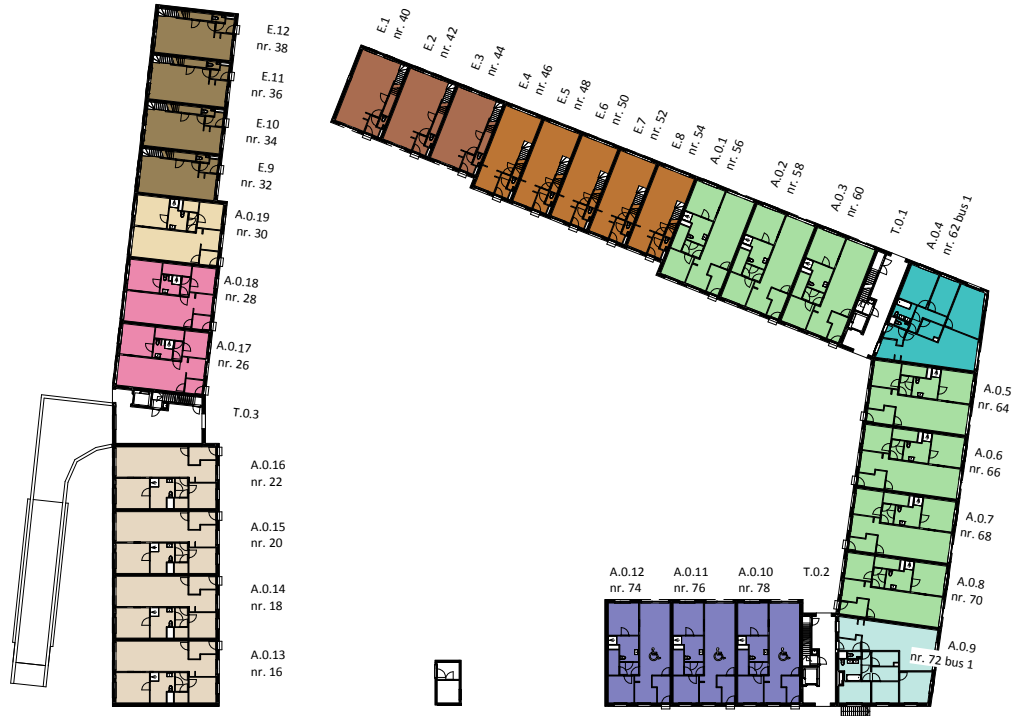 E.12
nr. 38
E.11
nr. 36
E.10
nr. 34
E.9
nr. 32
A.0.19
nr. 30
A.0.18
nr. 28
A.0.17
nr. 26
T.0.3
A.0.16
nr. 22
A.0.15
nr. 20
A.0.14
nr. 18
A.0.13
nr. 16
E.1
nr. 40
E.2
nr. 42
E.3
nr. 44
E.4
nr. 46
E.5
nr. 48
E.6
nr. 50
E.7
nr. 52
E.8
nr. 54
A.0.1
nr. 56
A.0.2
nr. 58
A.0.3
nr. 60
T.0.1
A.0.4
nr. 62 bus 1
A.0.5
nr. 64
A.0.6
nr. 66
A.0.7
nr. 68
A.0.8
nr. 70
A.0.9
nr. 72 bus 1
A.0.12
nr. 74
A.0.11
nr. 76
A.0.10
nr. 78
T.0.2